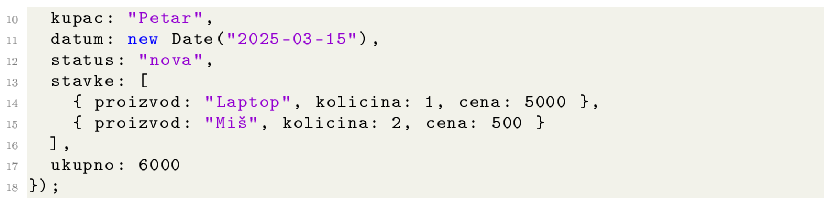 10 kupac: "Petar",
11 datum: new Date("2025-03-15"),
12 status: "nova",
13 stavke: [
14 { proizvod: "Laptop", kolicina: 1, cena: 5000 },
15 { proizvod: "Miš", kolicina: 2, cena: 500 }
16 ],
17 ukupno: 6000
18 });